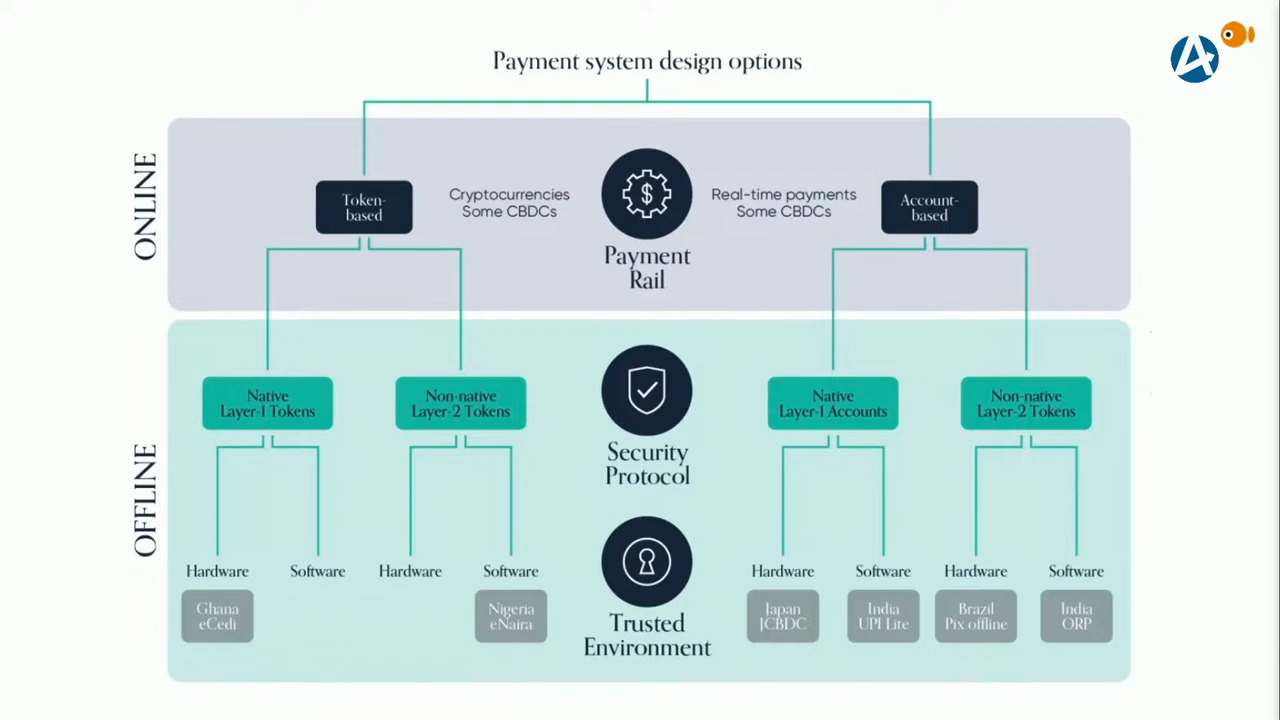 Payment system design options
ONLINE
Token-
based
Cryptocurrencies
Some CBDCs
$
Payment
Rail
Real-time payments
Some CBDCs
Account-
based
OFFLINE
Native
Layer-1 Tokens
Non-native
Layer-2 Tokens
Security
Protocol
Native
Layer-1 Accounts
Non-native
Layer-2 Tokens
Hardware
Software
Hardware
Software
Hardware
Software
Hardware
Software
Ghana
eCedi
Nigeria
eNaira
Trusted
Environment
Japan
JCBDC
India
UPI Lite
Brazil
Pix offline
India
ORP